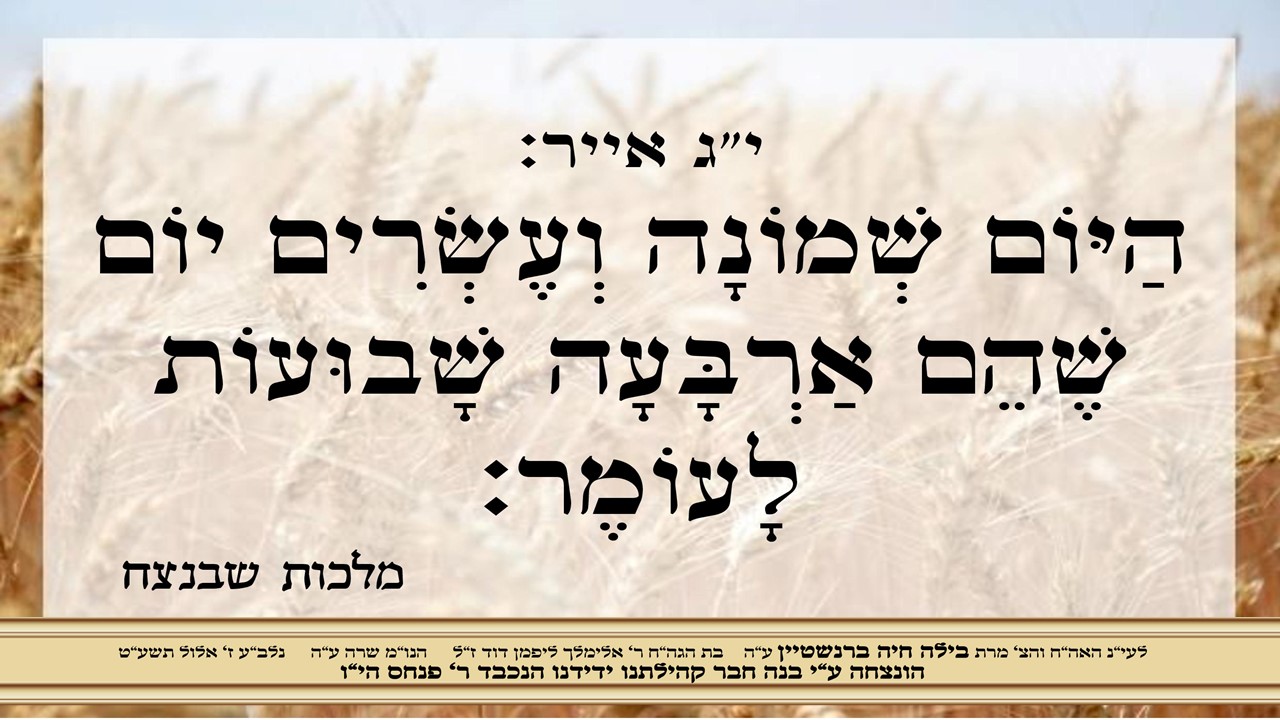 י״ג אייר:
הַיּוֹם שְׁמוֹנָה וְעֶשְׂרִים יוֹם
שֶׁהֵם אַרְבָּעָה שָׁבוּעוֹת
לָעוֹמֶר:
מלכות שבנצח
לעי״נ האה״ח והצ׳ מרת בילה חיה ברנשטיין ע״ה בת הגה״ח ר׳ אלימלך ליפמן דוד ז״ל הנו״מ שרה ע״ה נלב״ע ז׳ אלול תשע״ט
הונצחה ע״י בנה חבר קהילתנו ידידנו הנכבד ר׳ פנחס הי״ו